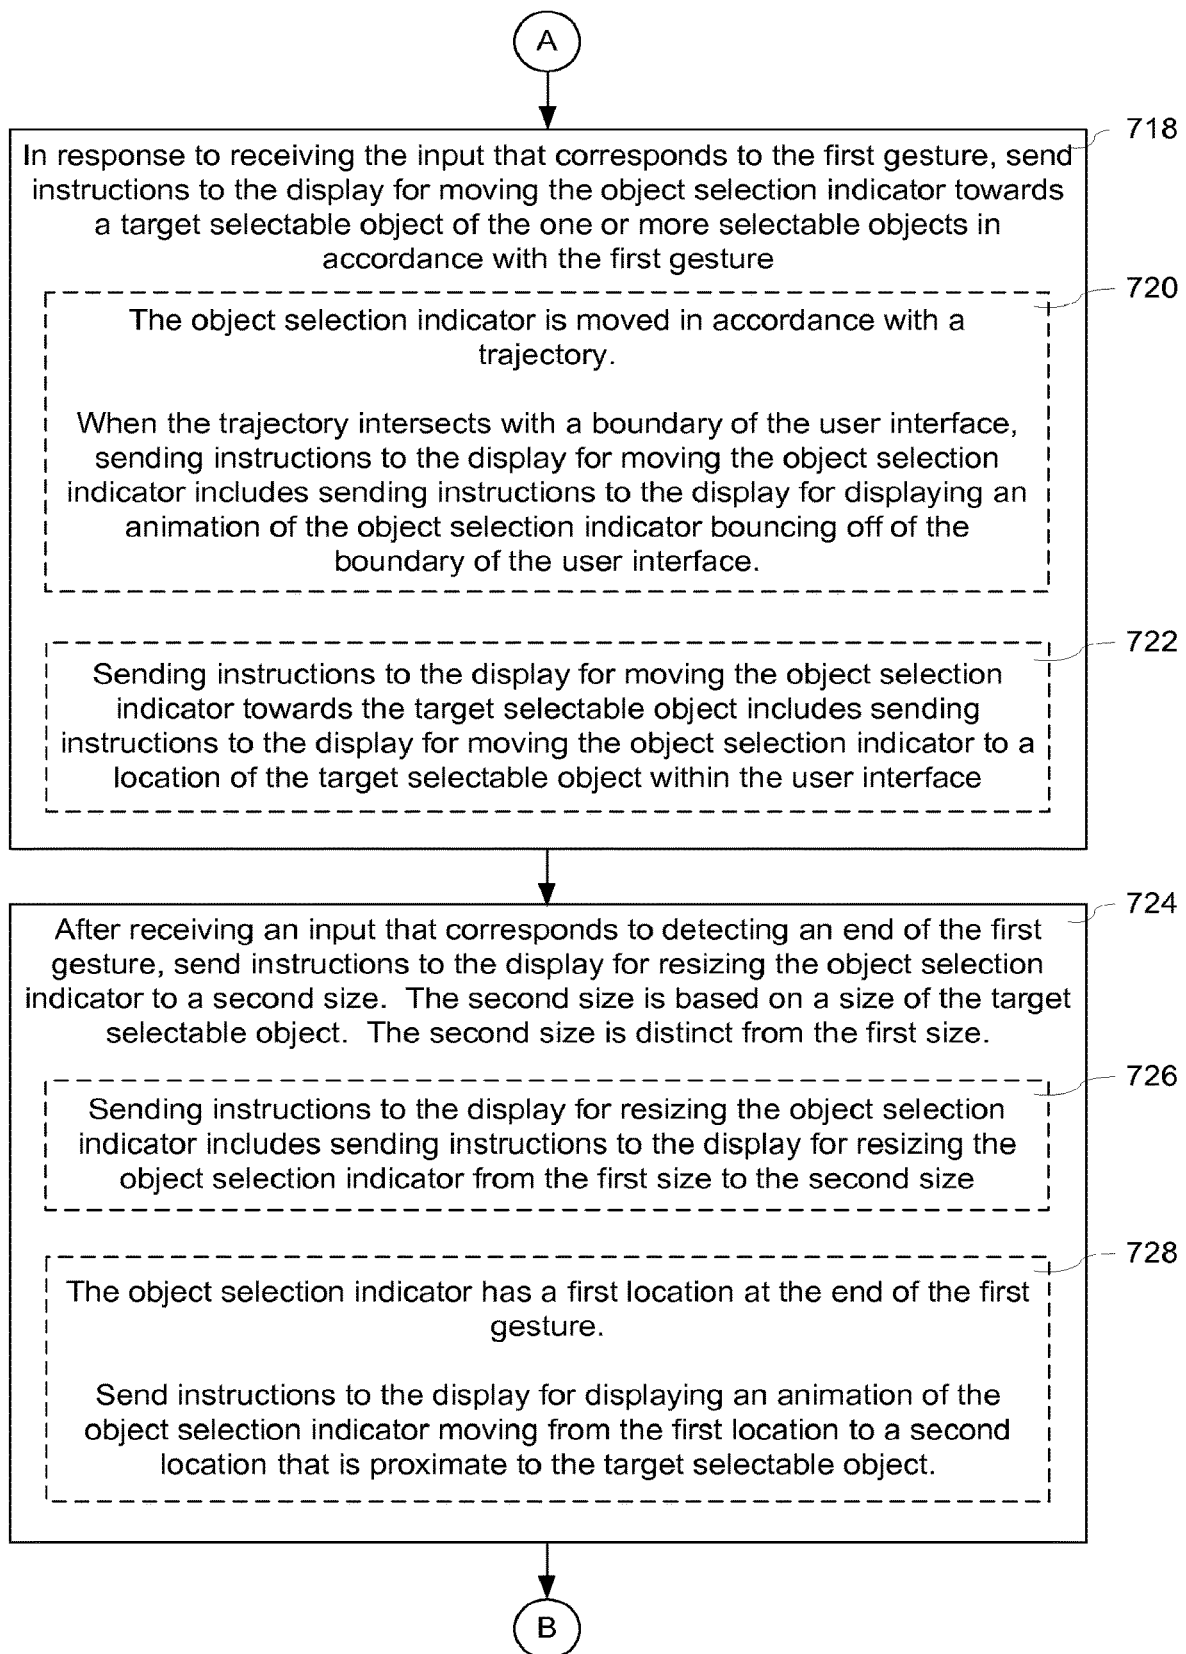 A
718
In response to receiving the input that corresponds to the first gesture, send
instructions to the display for moving the object selection indicator towards
a target selectable object of the one or more selectable objects in
accordance with the first gesture
720
The object selection indicator is moved in accordance with a
trajectory.
When the trajectory intersects with a boundary of the user interface,
sending instructions to the display for moving the object selection
indicator includes sending instructions to the display for displaying an
animation of the object selection indicator bouncing off of the
boundary of the user interface.
722
Sending instructions to the display for moving the object selection
indicator towards the target selectable object includes sending
instructions to the display for moving the object selection indicator to a
location of the target selectable object within the user interface
724
After receiving an input that corresponds to detecting an end of the first
gesture, send instructions to the display for resizing the object selection
indicator to a second size.  The second size is based on a size of the target
selectable object.  The second size is distinct from the first size.
726
Sending instructions to the display for resizing the object selection
indicator includes sending instructions to the display for resizing the
object selection indicator from the first size to the second size
728
The object selection indicator has a first location at the end of the first
gesture.
Send instructions to the display for displaying an animation of the
object selection indicator moving from the first location to a second
location that is proximate to the target selectable object.
B